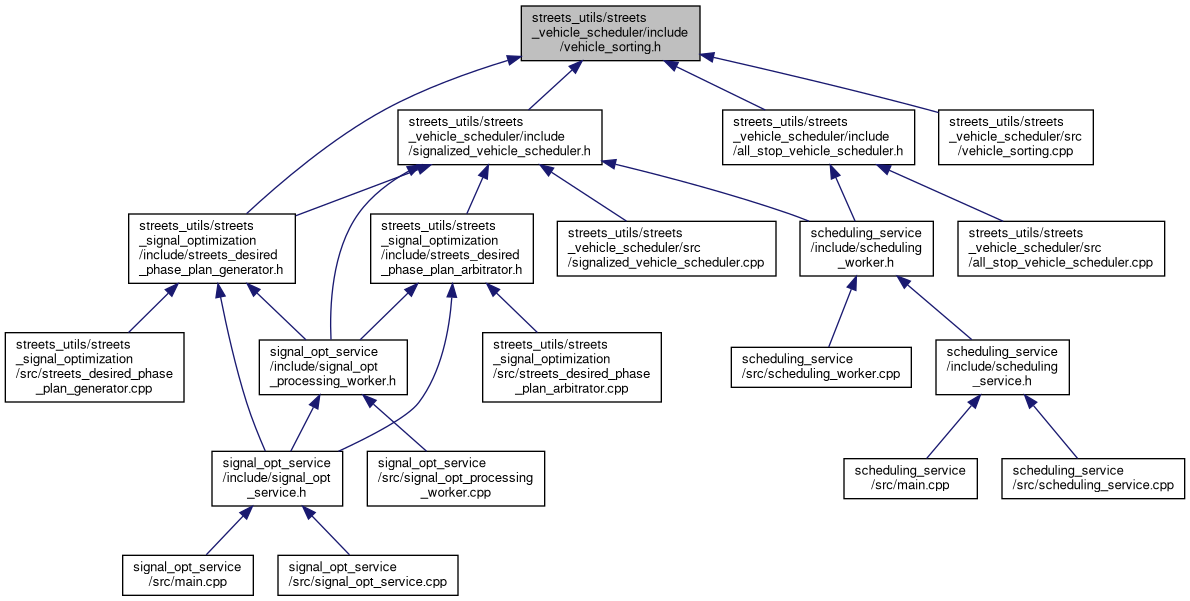 streets_utils/streets
_vehicle_scheduler/include
/vehicle_sorting.h
streets_utils/streets
_vehicle_scheduler/include
/signalized_vehicle_scheduler.h
streets_utils/streets
_vehicle_scheduler/include
/all_stop_vehicle_scheduler.h
streets_utils/streets
_vehicle_scheduler/src
/vehicle_sorting.cpp
streets_utils/streets
_signal_optimization
/include/streets_desired
_phase_plan_generator.h
streets_utils/streets
_signal_optimization
/include/streets_desired
_phase_plan_arbitrator.h
streets_utils/streets
_vehicle_scheduler/src
/signalized_vehicle_scheduler.cpp
scheduling_service
/include/scheduling
_worker.h
streets_utils/streets
_vehicle_scheduler/src
/all_stop_vehicle_scheduler.cpp
streets_utils/streets
_signal_optimization
/src/streets_desired_phase
_plan_generator.cpp
signal_opt_service
/include/signal_opt
_processing_worker.h
streets_utils/streets
_signal_optimization
/src/streets_desired_phase
_plan_arbitrator.cpp
scheduling_service
/src/scheduling_worker.cpp
scheduling_service
/include/scheduling
_service.h
signal_opt_service
/include/signal_opt
_service.h
signal_opt_service
/src/signal_opt_processing
_worker.cpp
scheduling_service
/src/main.cpp
scheduling_service
/src/scheduling_service.cpp
signal_opt_service
/src/main.cpp
signal_opt_service
/src/signal_opt_service.cpp